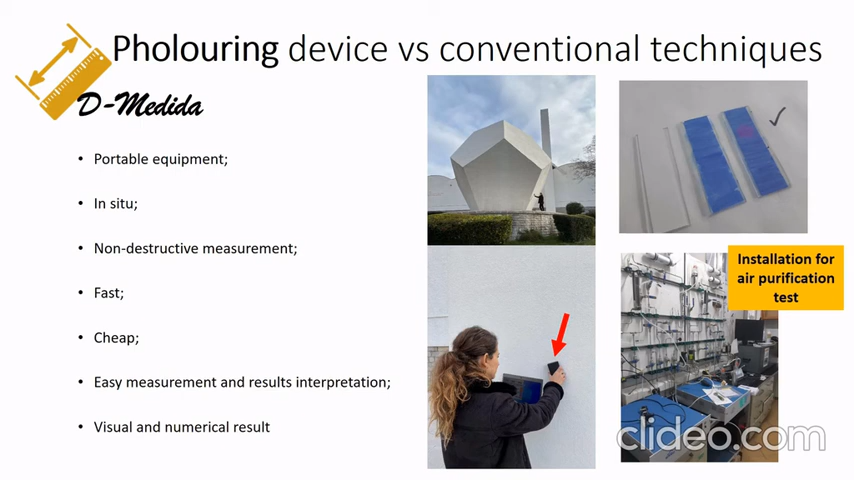 Pholouring device vs conventional techniques
D-Medida
• Portable equipment;
• In situ;
• Non-destructive measurement;
• Fast;
• Cheap;
• Easy measurement and results interpretation;
• Visual and numerical result
Installation for
air purification
test
clideo.com